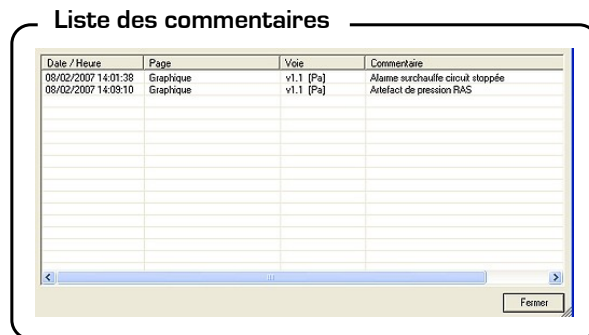 Liste des commentaires
Date / Heure Page Voie Commentaire
08/02/2007 14:01:38 Graphique v1.1 [Pa] Alarme surchauffe circuit stoppée
08/02/2007 14:09:10 Graphique v1.1 [Pa] Artefact de pression RAS
Fermer